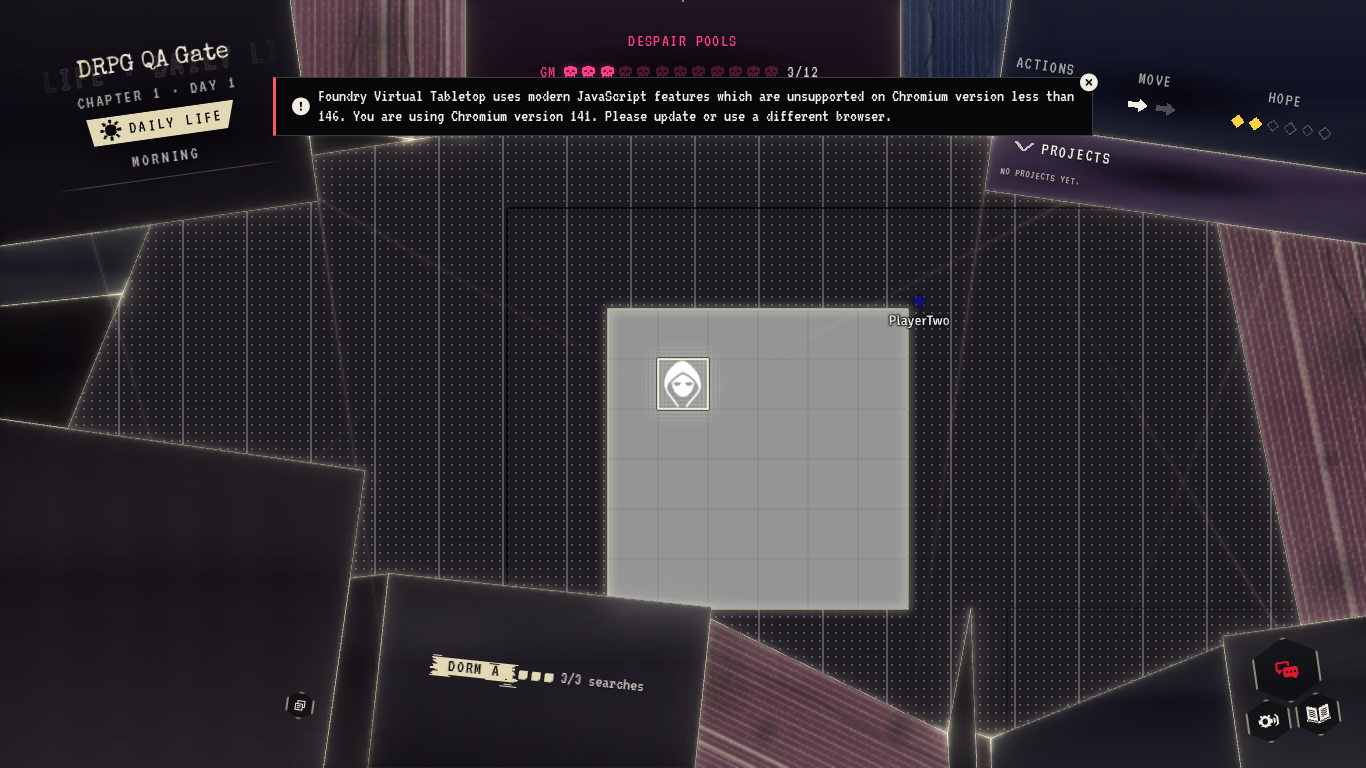 DRPG QA Gate
CHAPTER 1 · DAY 1
DAILY LIFE
MORNING
DESPAIR POOLS
GM 3/12
Foundry Virtual Tabletop uses modern JavaScript features which are unsupported on Chromium version less than
146. You are using Chromium version 141. Please update or use a different browser.
ACTIONS
MOVE
HOPE
PROJECTS
NO PROJECTS YET.
PlayerTwo
DORM A 3/3 searches